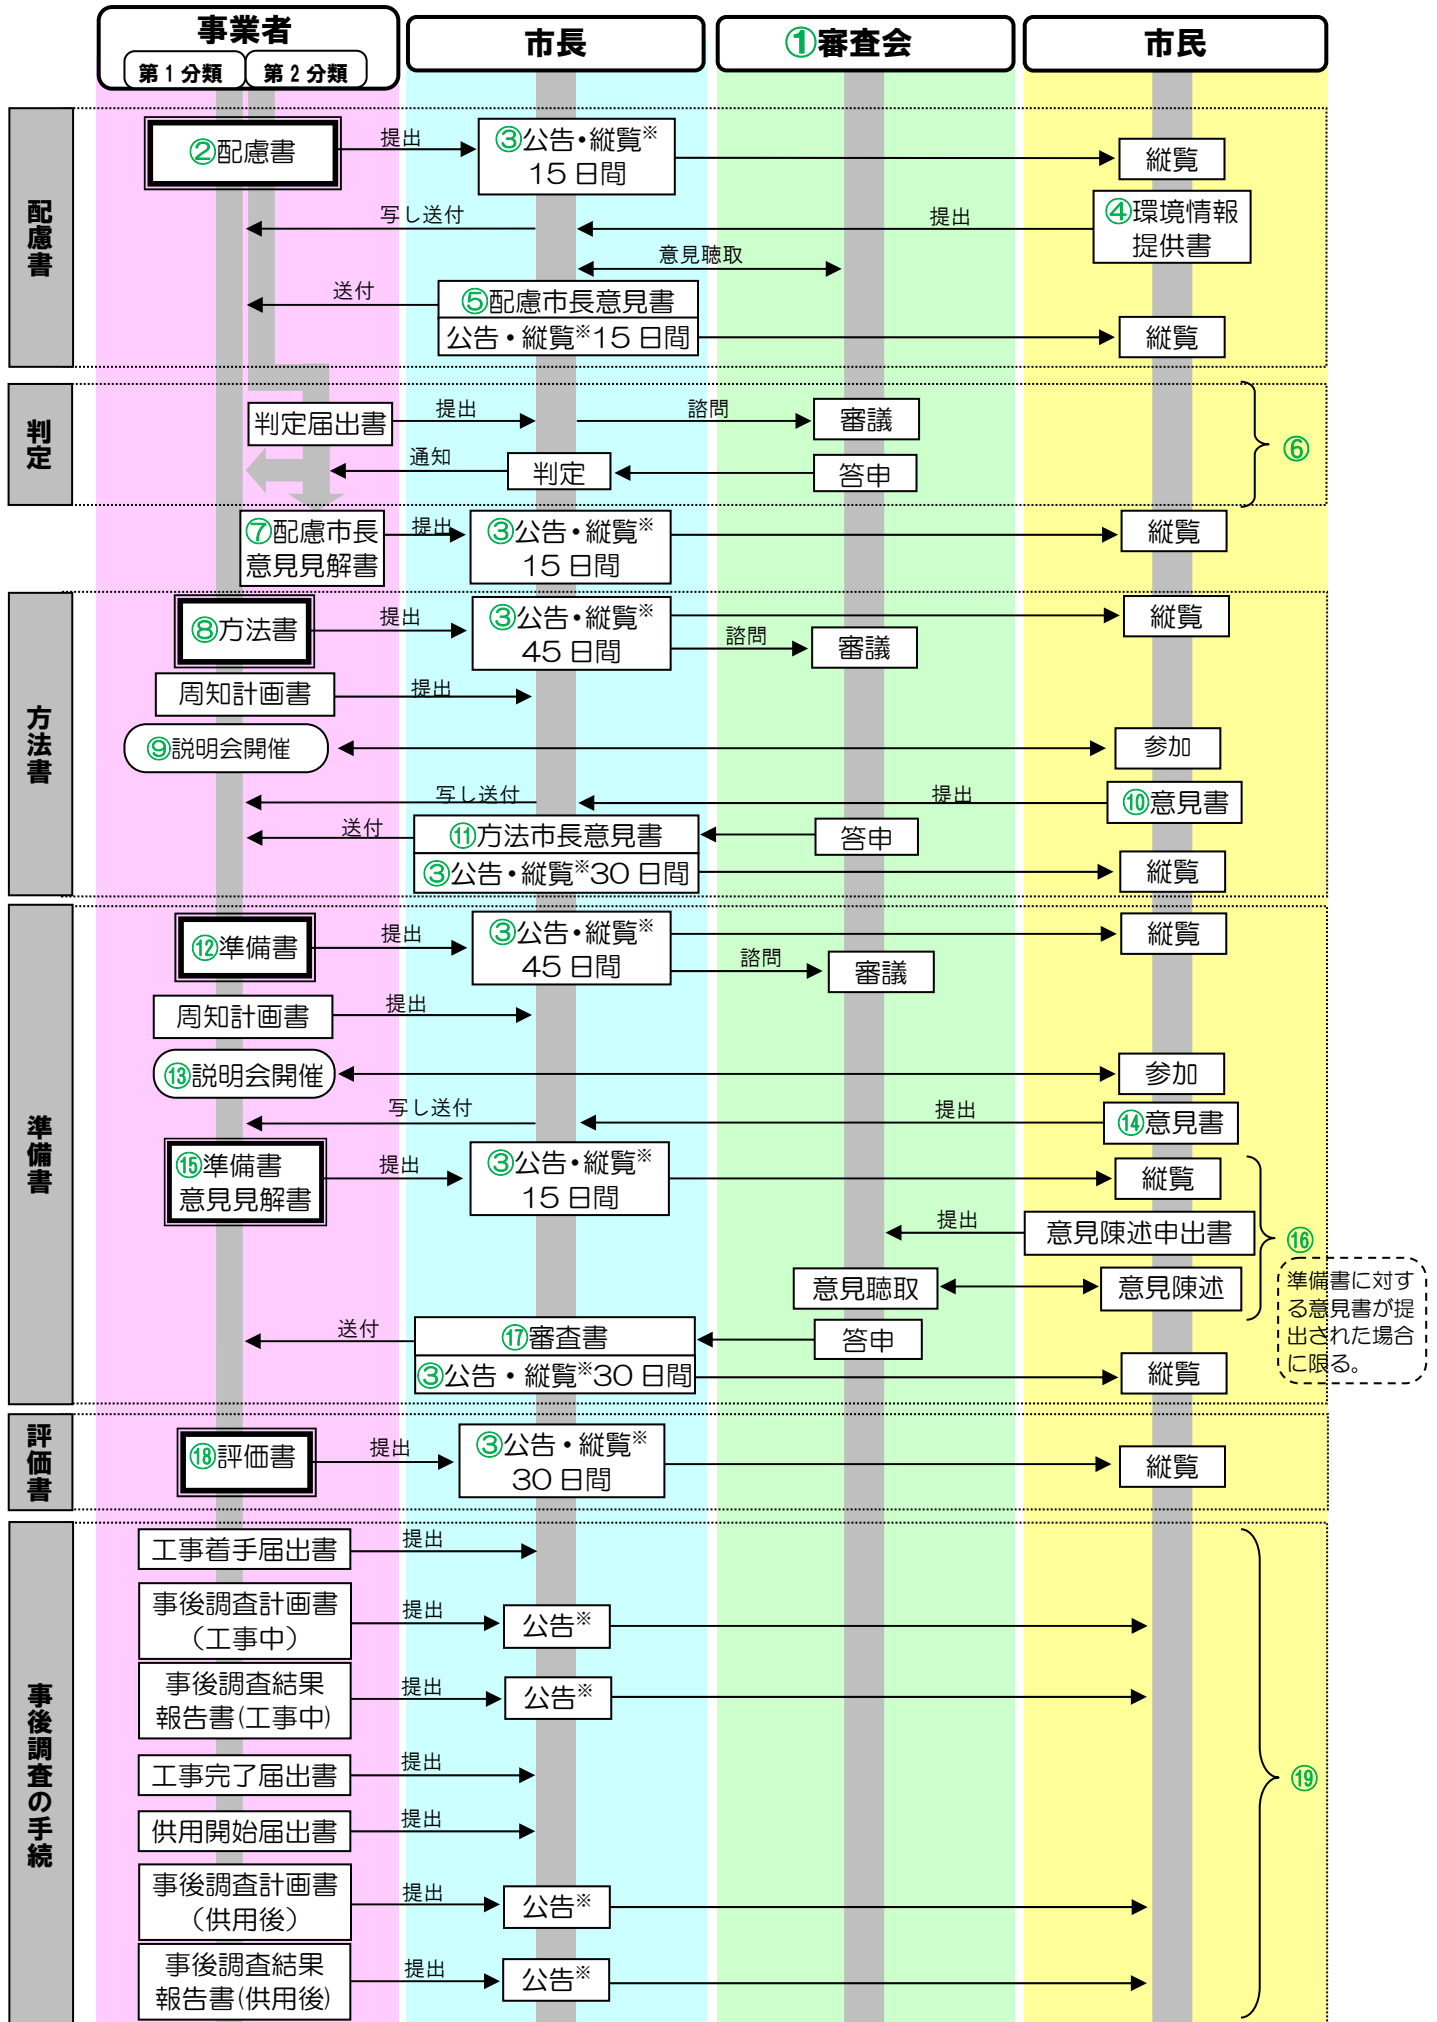 事業者
第1分類
第2分類
市長
①審査会
市民
配慮書
②配慮書
提出
③公告・縦覧※
15日間
縦覧
④環境情報
提供書
提出
写し送付
意見聴取
⑤配慮市長意見書
送付
公告・縦覧※15日間
縦覧
判定
判定届出書
提出
諮問
審議
⑥
通知
判定
答申
⑦配慮市長
意見見解書
提出
③公告・縦覧※
15日間
縦覧
方法書
⑧方法書
提出
③公告・縦覧※
45日間
縦覧
諮問
審議
周知計画書
提出
⑨説明会開催
参加
写し送付
提出
⑩意見書
送付
⑪方法市長意見書
答申
③公告・縦覧※30日間
縦覧
準備書
⑫準備書
提出
③公告・縦覧※
45日間
縦覧
諮問
審議
周知計画書
提出
⑬説明会開催
参加
写し送付
提出
⑭意見書
⑮準備書
意見見解書
提出
③公告・縦覧※
15日間
縦覧
提出
意見陳述申出書
⑯
準備書に対す
る意見書が提
出された場合
に限る。
意見聴取
意見陳述
送付
⑰審査書
答申
③公告・縦覧※30日間
縦覧
評価書
⑱評価書
提出
③公告・縦覧※
30日間
縦覧
事後調査の手続
工事着手届出書
提出
事後調査計画書
（工事中）
提出
公告※
事後調査結果
報告書(工事中)
提出
公告※
工事完了届出書
提出
⑲
供用開始届出書
提出
事後調査計画書
（供用後）
提出
公告※
事後調査結果
報告書(供用後)
提出
公告※